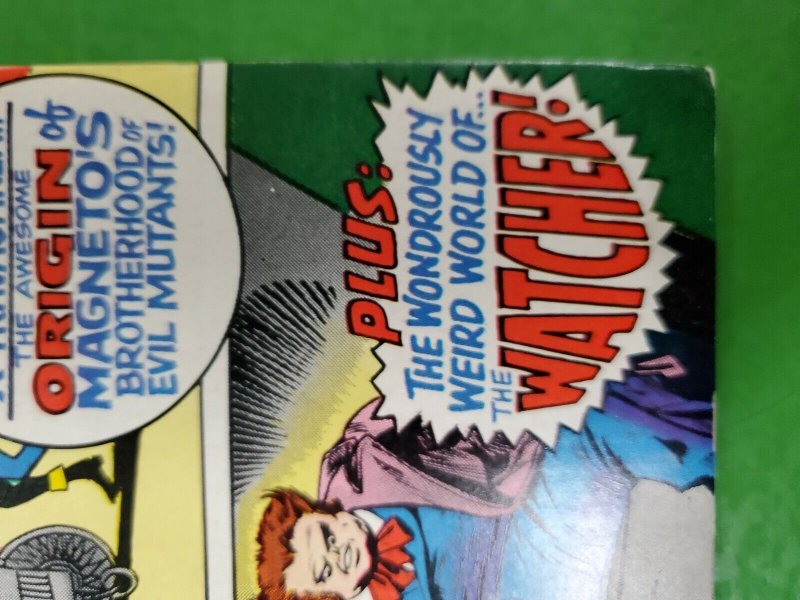 THE AWESOME
ORIGIN of
MAGNETO'S
BROTHERHOOD OF
EVIL MUTANTS!
PLUS:
THE WONDROUSLY
WEIRD WORLD OF...
THE
WATCHER!